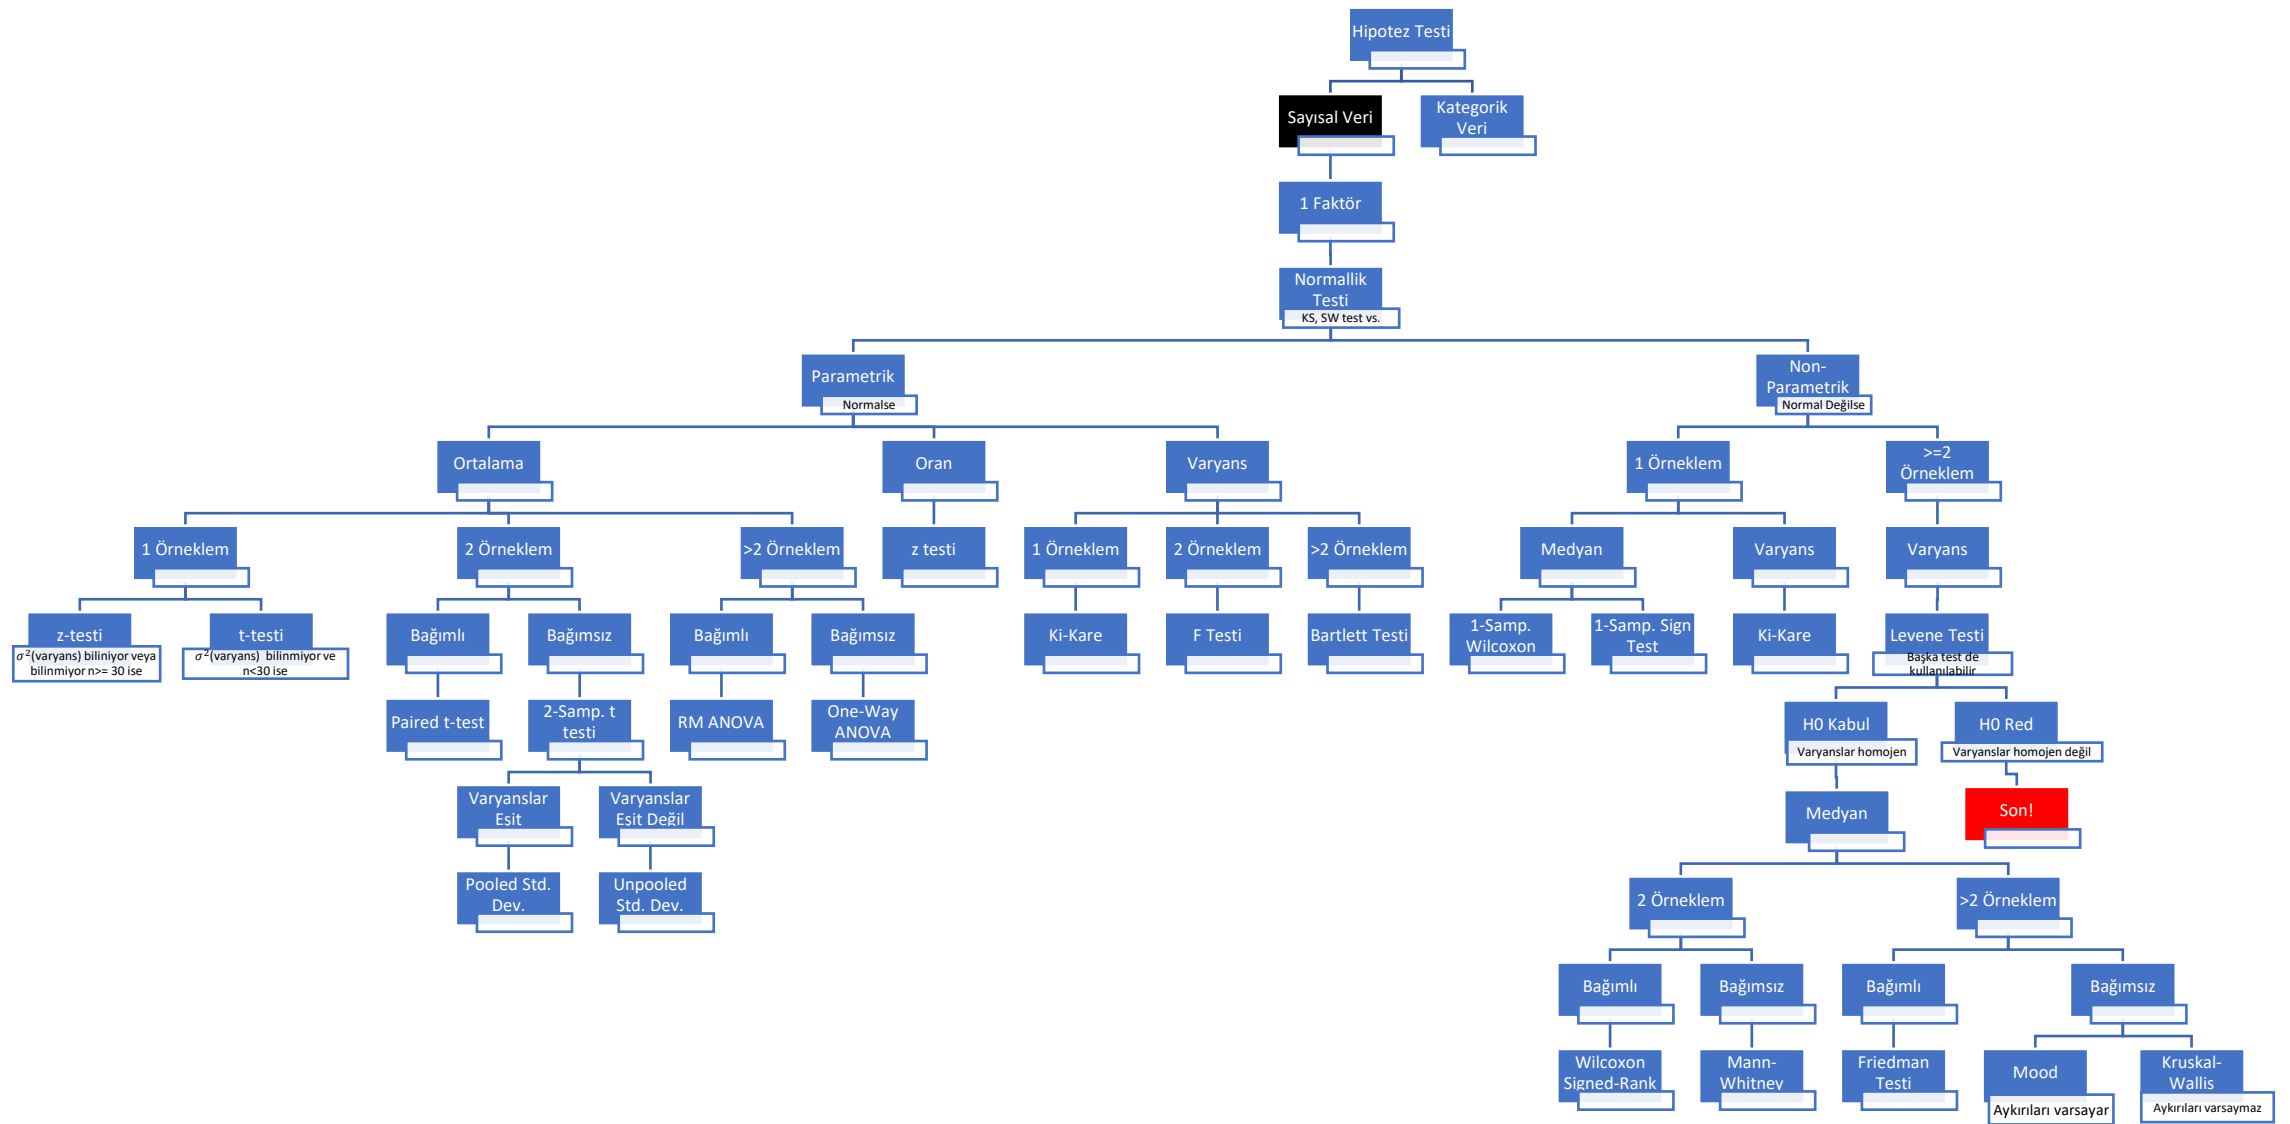 Hipotez Testi
Sayısal Veri
Kategorik
Veri
1 Faktör
Normallik
Testi
KS, SW test vs.
Parametrik
Normalse
Non-
Parametrik
Normal Değilse
Ortalama
Oran
Varyans
1 Örneklem
>=2
Örneklem
1 Örneklem
2 Örneklem
>2 Örneklem
z testi
1 Örneklem
2 Örneklem
>2 Örneklem
Medyan
Varyans
Varyans
z-testi
σ²(varyans) biliniyor veya
bilinmiyor n>= 30 ise
t-testi
σ²(varyans) bilinmiyor ve
n<30 ise
Bağımlı
Bağımsız
Bağımlı
Bağımsız
Ki-Kare
F Testi
Bartlett Testi
1-Samp.
Wilcoxon
1-Samp. Sign
Test
Ki-Kare
Levene Testi
Başka test de
kullanılabilir
Paired t-test
2-Samp. t
testi
RM ANOVA
One-Way
ANOVA
H0 Kabul
Varyanslar homojen
H0 Red
Varyanslar homojen değil
Varyanslar
Eşit
Varyanslar
Eşit Değil
Medyan
Son!
Pooled Std.
Dev.
Unpooled
Std. Dev.
2 Örneklem
>2 Örneklem
Bağımlı
Bağımsız
Bağımlı
Bağımsız
Wilcoxon
Signed-Rank
Mann-
Whitney
Friedman
Testi
Mood
Aykırıları varsayar
Kruskal-
Wallis
Aykırıları varsaymaz